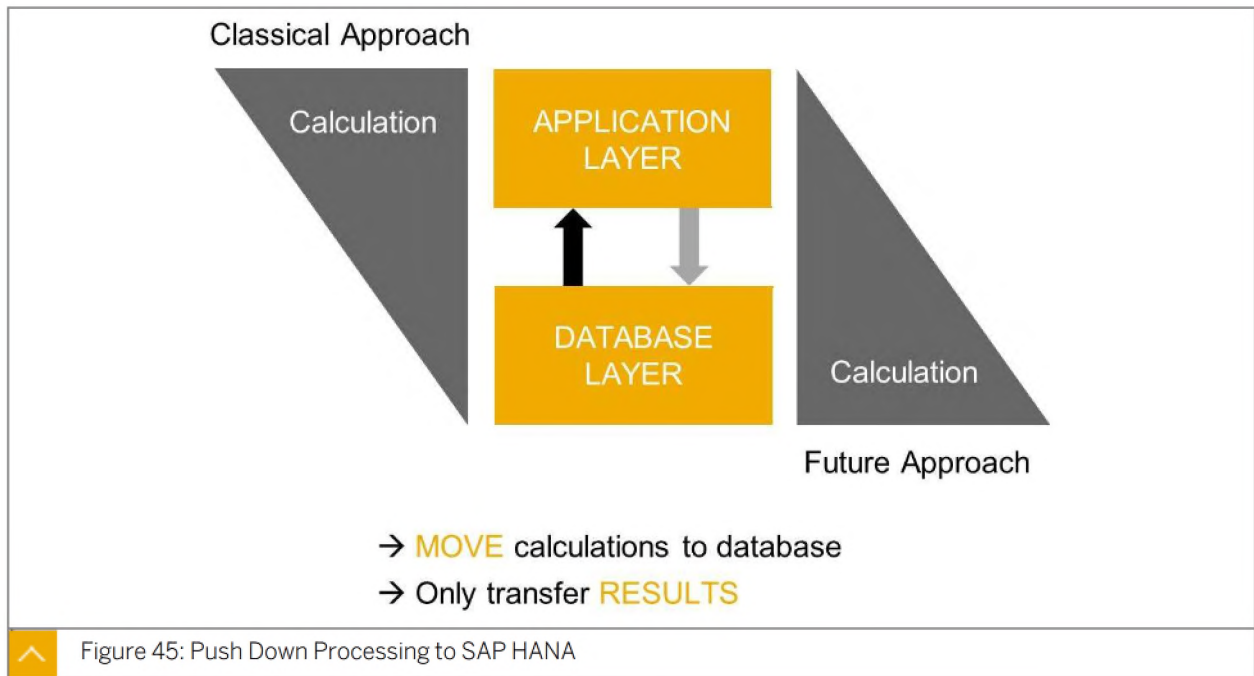 Classical Approach
Calculation
APPLICATION
LAYER
DATABASE
LAYER
Calculation
Future Approach
→ MOVE calculations to database
→ Only transfer RESULTS
Figure 45: Push Down Processing to SAP HANA